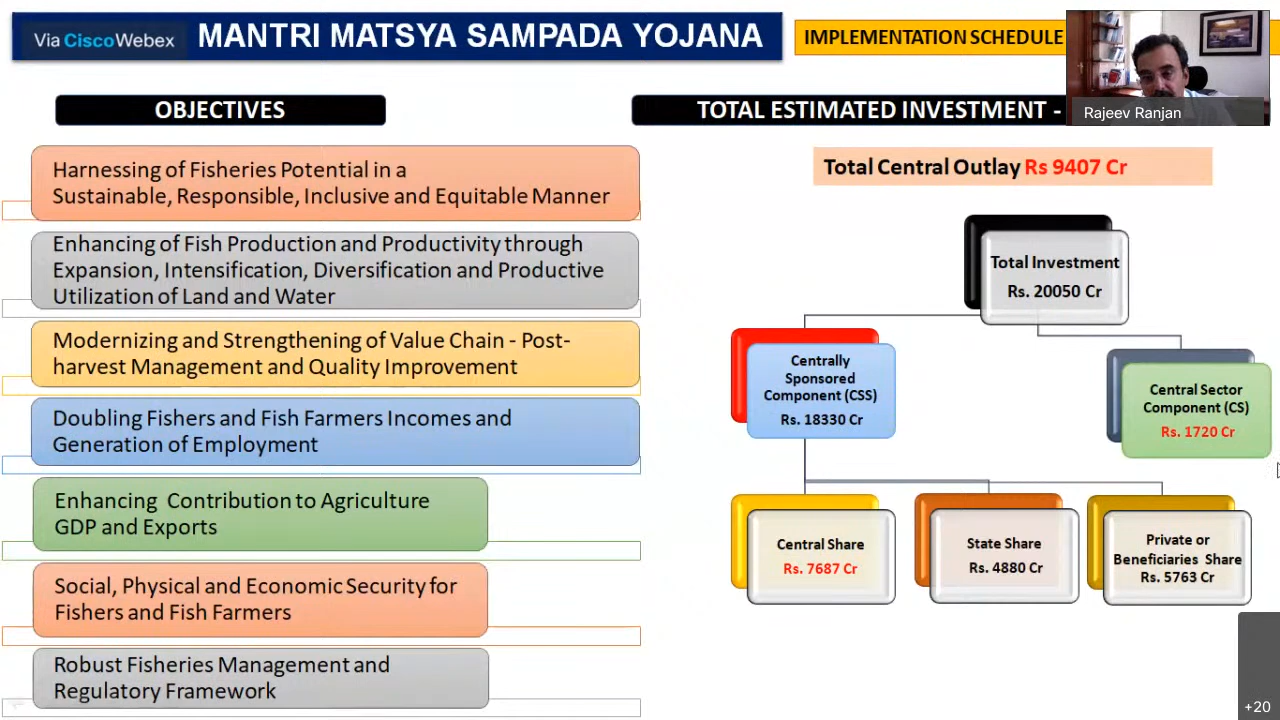 Via CiscoWebex
MANTRI MATSYA SAMPADA YOJANA
IMPLEMENTATION SCHEDULE
Rajeev Ranjan
OBJECTIVES
Harnessing of Fisheries Potential in a
Sustainable, Responsible, Inclusive and Equitable Manner
Enhancing of Fish Production and Productivity through
Expansion, Intensification, Diversification and Productive
Utilization of Land and Water
Modernizing and Strengthening of Value Chain - Post-
harvest Management and Quality Improvement
Doubling Fishers and Fish Farmers Incomes and
Generation of Employment
Enhancing Contribution to Agriculture
GDP and Exports
Social, Physical and Economic Security for
Fishers and Fish Farmers
Robust Fisheries Management and
Regulatory Framework
TOTAL ESTIMATED INVESTMENT -
Total Central Outlay Rs 9407 Cr
Total Investment
Rs. 20050 Cr
Centrally
Sponsored
Component (CSS)
Rs. 18330 Cr
Central Sector
Component (CS)
Rs. 1720 Cr
Central Share
Rs. 7687 Cr
State Share
Rs. 4880 Cr
Private or
Beneficiaries Share
Rs. 5763 Cr
+20